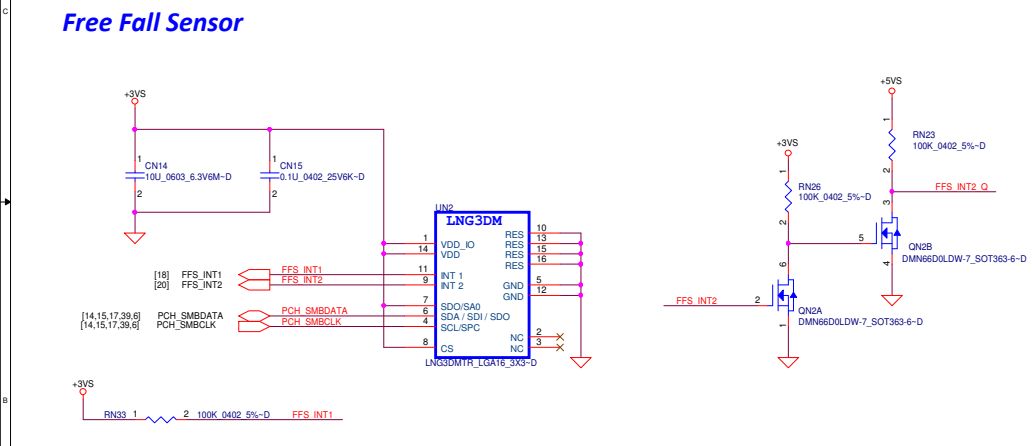 C
Free Fall Sensor
+3VS
1
CN14
10U_0603_6.3V6M~D
2
1
CN15
0.1U_0402_25V6K~D
2
UN2
LNG3DM
1 VDD_IO
14 VDD
11 INT 1
9 INT 2
7 SDO/SA0
6 SDA / SDI / SDO
4 SCL/SPC
8 CS
RES 10
RES 13
RES 15
RES 16
GND 5
GND 12
NC 2
NC 3
LNG3DMTR_LGA16_3X3~D
[18] FFS_INT1 FFS_INT1
[20] FFS_INT2 FFS_INT2
[14,15,17,39,6] PCH_SMBDATA PCH_SMBDATA
[14,15,17,39,6] PCH_SMBCLK PCH_SMBCLK
+5VS
1
RN23
100K_0402_5%~D
2
FFS_INT2_Q
+3VS
1
RN26
100K_0402_5%~D
2
3
5
QN2B
DMN66D0LDW-7_SOT363-6~D
4
6
FFS_INT2 2
QN2A
DMN66D0LDW-7_SOT363-6~D
1
+3VS
B
RN33 1 2 100K_0402_5%~D FFS_INT1